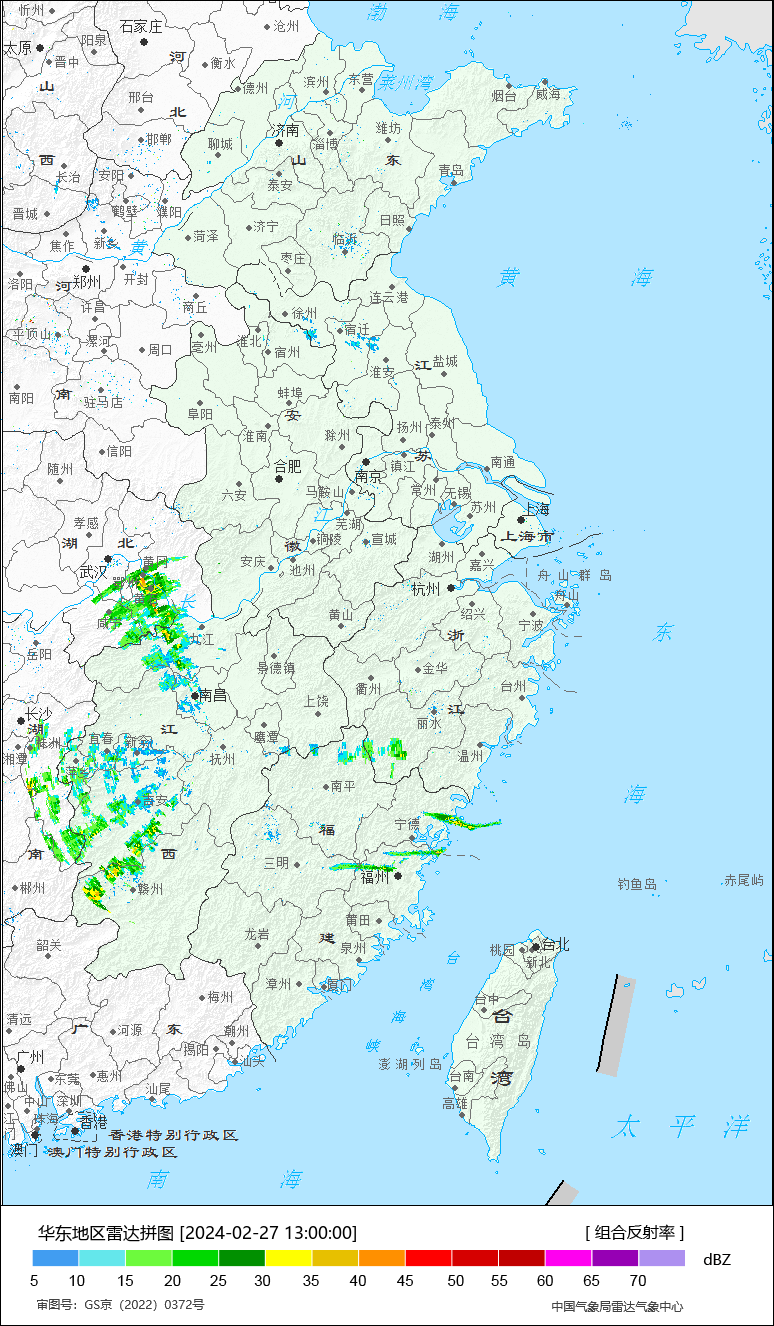 渤 海
忻州
沧州
石家庄
太原
阳泉
河
晋中
衡水
滨州
东营
莱州湾
山
德州
邢台
河
烟台
威海
北
济南
潍坊
邯郸
聊城
淄博
西
山
东
长治
安阳
泰安
青岛
晋城
鹤壁
濮阳
日照
济宁
焦作
新乡
黄
菏泽
临沂
枣庄
洛阳
河
郑州
开封
黄 海
连云港
许昌
商丘
徐州
平顶山
漯河
宿迁
周口
亳州
淮北
宿州
江
盐城
淮安
南阳
南
驻马店
蚌埠
阜阳
安
扬州
泰州
淮南
滁州
信阳
苏
随州
合肥
南京
镇江
南通
六安
马鞍山
常州
无锡
苏州
上海
江
芜湖
孝感
铜陵
宣城
上海市
湖 北
徽
湖州
武汉
黄冈
安庆
池州
嘉兴
舟山群岛
杭州
舟山
长
黄山
绍兴
宁波
九江
浙
东
岳阳
景德镇
金华
衢州
台州
南昌
上饶
长沙
江
丽水
湖
宜春
鹰潭
株洲
湘潭
抚州
温州
南平
海
吉安
宁德
福
南
西
三明
福州
郴州
赣州
钓鱼岛
赤尾屿
莆田
龙岩
建
韶关
泉州
台北
桃园
新北
台
湾
海
峡
漳州
厦门
梅州
台中
清远
广 东
河源
潮州
台
揭阳
台湾岛
广州
汕头
澎湖列岛
佛山
东莞
惠州
台南
湾
汕尾
中山
深圳
高雄
珠海
香港
太 平 洋
香港特别行政区
澳门
澳门特别行政区
南 海
华东地区雷达拼图 [2024-02-27 13:00:00]
[ 组合反射率 ]
dBZ
5 10 15 20 25 30 35 40 45 50 55 60 65 70
审图号：GS京（2022）0372号
中国气象局雷达气象中心